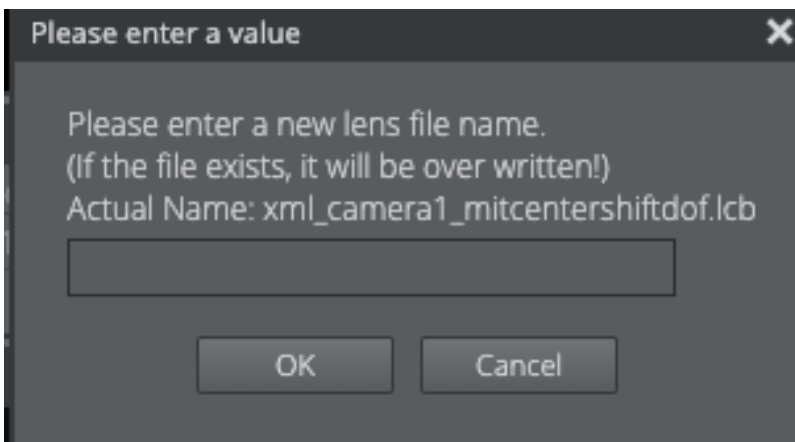 Please enter a value
Please enter a new lens file name.
(If the file exists, it will be over written!)
Actual Name: xml_camera1_mitcentershiftdof.lcb
OK
Cancel